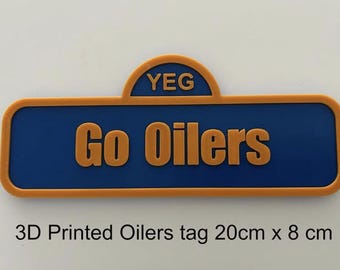 YEG
Go Oilers
3D Printed Oilers tag 20cm x 8 cm